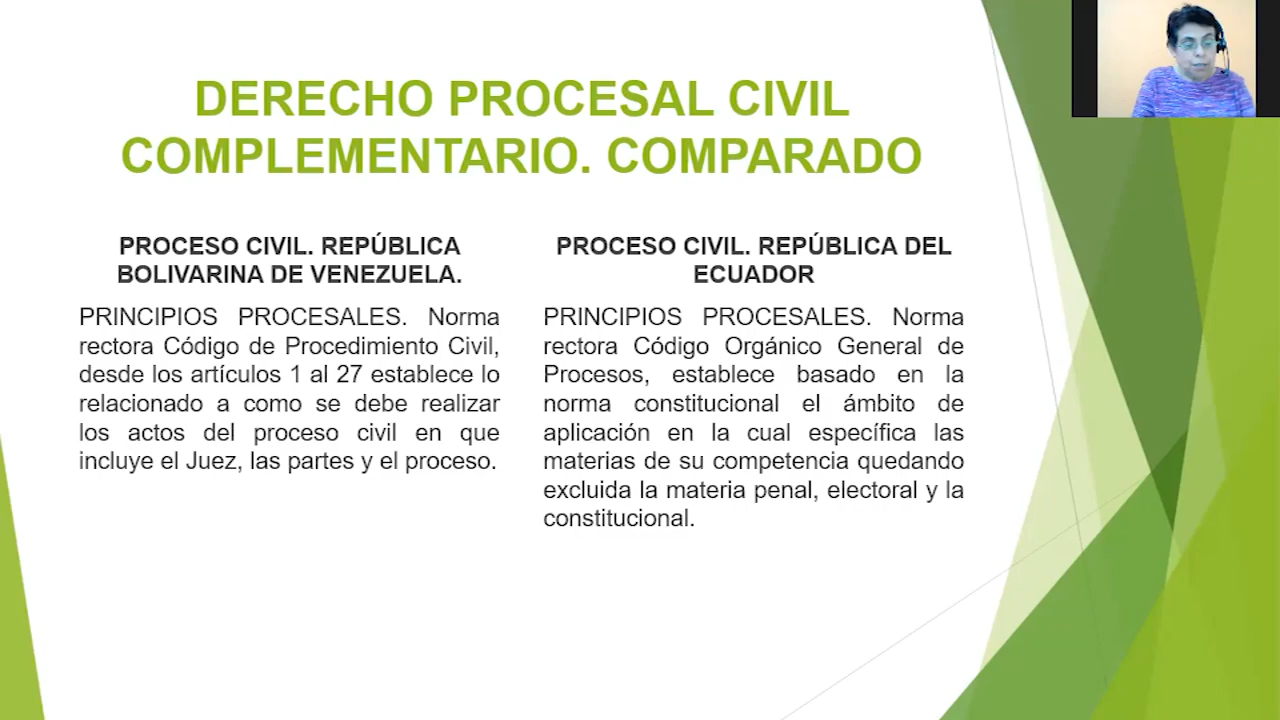 DERECHO PROCESAL CIVIL
COMPLEMENTARIO. COMPARADO
PROCESO CIVIL. REPÚBLICA
BOLIVARINA DE VENEZUELA.
PRINCIPIOS PROCESALES. Norma
rectora Código de Procedimiento Civil,
desde los artículos 1 al 27 establece lo
relacionado a como se debe realizar
los actos del proceso civil en que
incluye el Juez, las partes y el proceso.
PROCESO CIVIL. REPÚBLICA DEL
ECUADOR
PRINCIPIOS PROCESALES. Norma
rectora Código Orgánico General de
Procesos, establece basado en la
norma constitucional el ámbito de
aplicación en la cual específica las
materias de su competencia quedando
excluida la materia penal, electoral y la
constitucional.